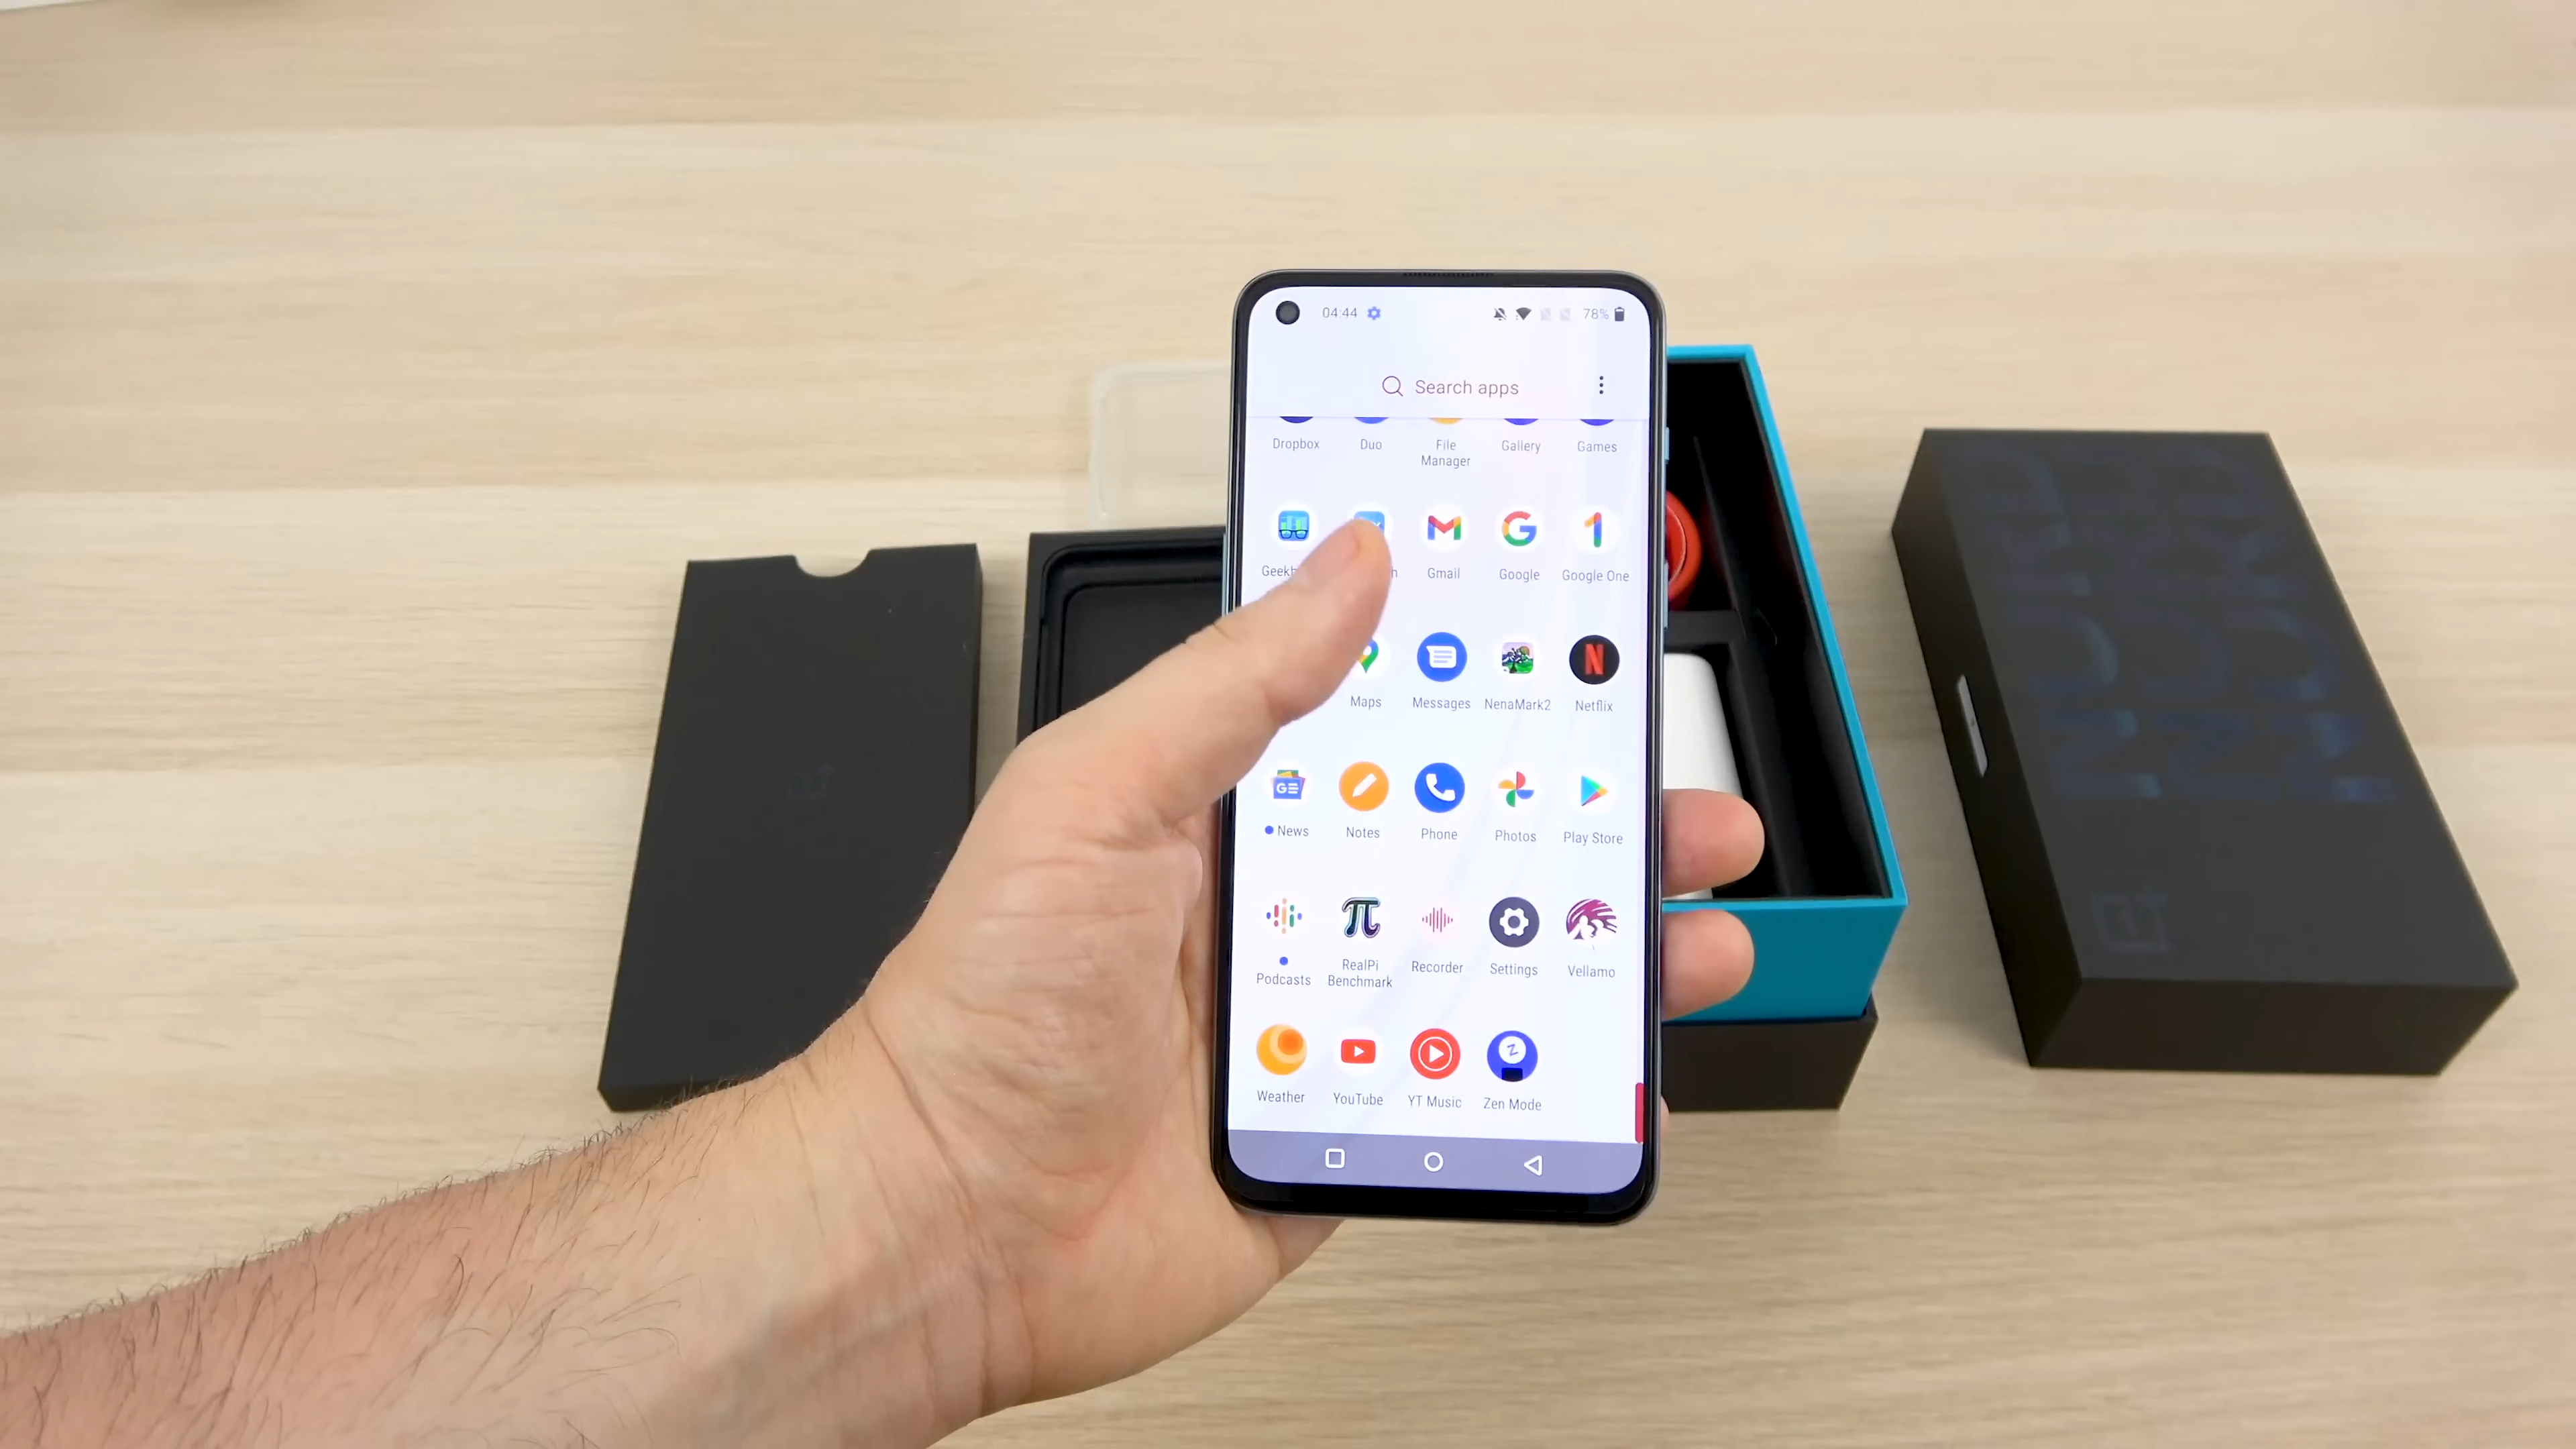 04:44
78%
Search apps
Dropbox
Duo
File
Manager
Gallery
Games
Gmail
Google
Google One
Maps
Messages
NenaMark2
Netflix
News
Notes
Phone
Photos
Play Store
Podcasts
RealPi
Benchmark
Recorder
Settings
Vellamo
Weather
YouTube
YT Music
Zen Mode